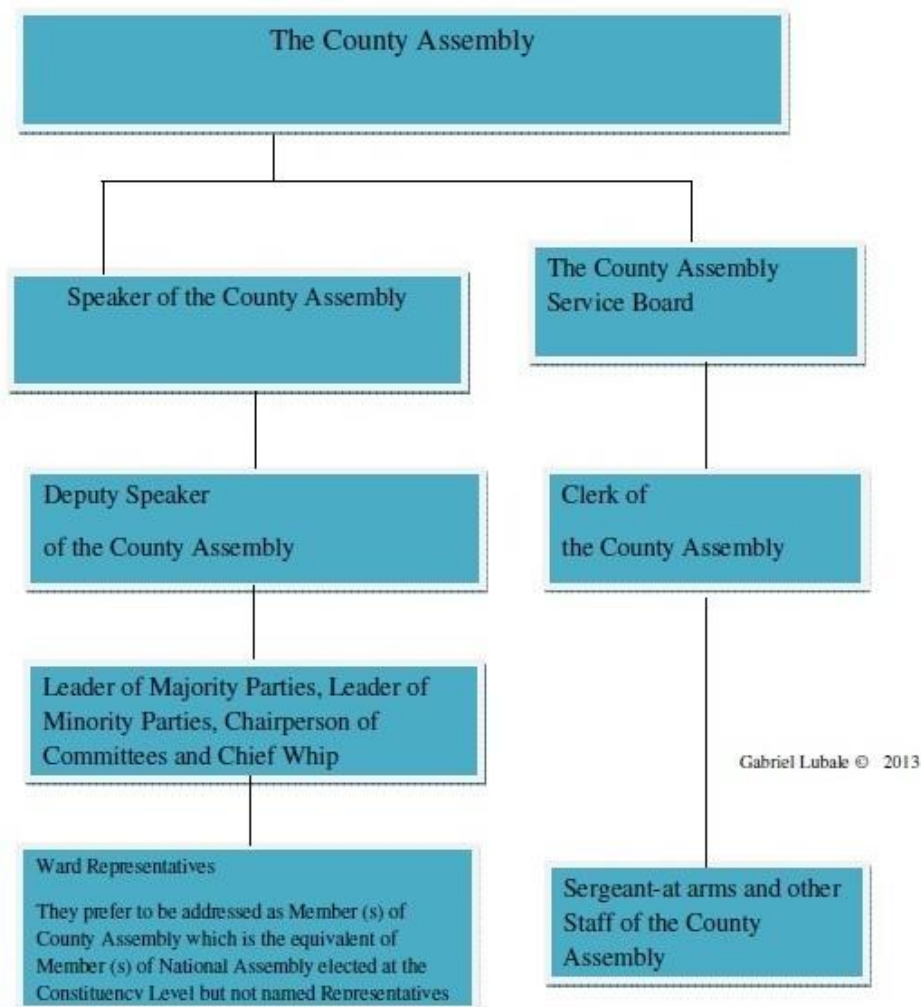 The County Assembly
Speaker of the County Assembly
The County Assembly
Service Board
Deputy Speaker
of the County Assembly
Clerk of
the County Assembly
Leader of Majority Parties, Leader of
Minority Parties, Chairperson of
Committees and Chief Whip
Gabriel Lubale © 2013
Ward Representatives
They prefer to be addressed as Member (s) of
County Assembly which is the equivalent of
Member (s) of National Assembly elected at the
Constituency Level but not named Representatives
Sergeant-at arms and other
Staff of the County
Assembly